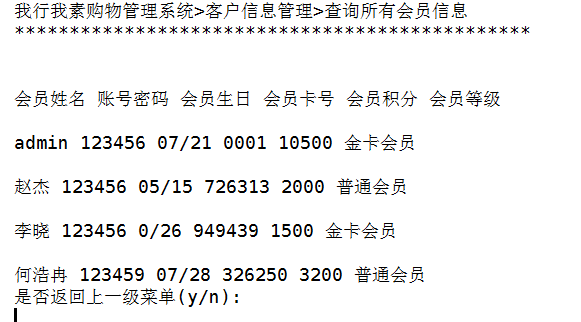 我行我素购物管理系统>客户信息管理>查询所有会员信息
***********************************************
会员姓名 账号密码 会员生日 会员卡号 会员积分 会员等级
admin 123456 07/21 0001 10500 金卡会员
赵杰 123456 05/15 726313 2000 普通会员
李晓 123456 0/26 949439 1500 金卡会员
何浩冉 123459 07/28 326250 3200 普通会员
是否返回上一级菜单(y/n):